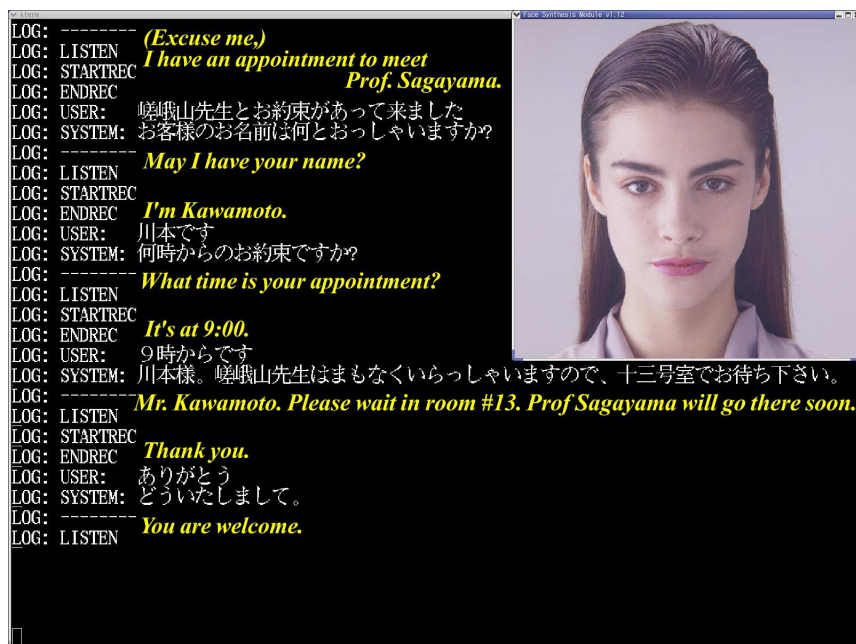 kterm
Face Synthesis Module v1.12
LOG: --------
(Excuse me,)
LOG: LISTEN
I have an appointment to meet
LOG: STARTREC
Prof. Sagayama.
LOG: ENDREC
LOG: USER: 嵯峨山先生とお約束があって来ました
LOG: SYSTEM: お客様のお名前は何とおっしゃいますか?
LOG: --------
May I have your name?
LOG: LISTEN
LOG: STARTREC
LOG: ENDREC
I'm Kawamoto.
LOG: USER: 川本です
LOG: SYSTEM: 何時からのお約束ですか?
LOG: --------
What time is your appointment?
LOG: LISTEN
LOG: STARTREC
LOG: ENDREC
It's at 9:00.
LOG: USER: 9時からです
LOG: SYSTEM: 川本様。嵯峨山先生はまもなくいらっしゃいますので、十三号室でお待ち下さい。
LOG: --------
Mr. Kawamoto. Please wait in room #13. Prof Sagayama will go there soon.
LOG: LISTEN
LOG: STARTREC
LOG: ENDREC
Thank you.
LOG: USER: ありがとう
LOG: SYSTEM: どういたしまして。
LOG: --------
You are welcome.
LOG: LISTEN